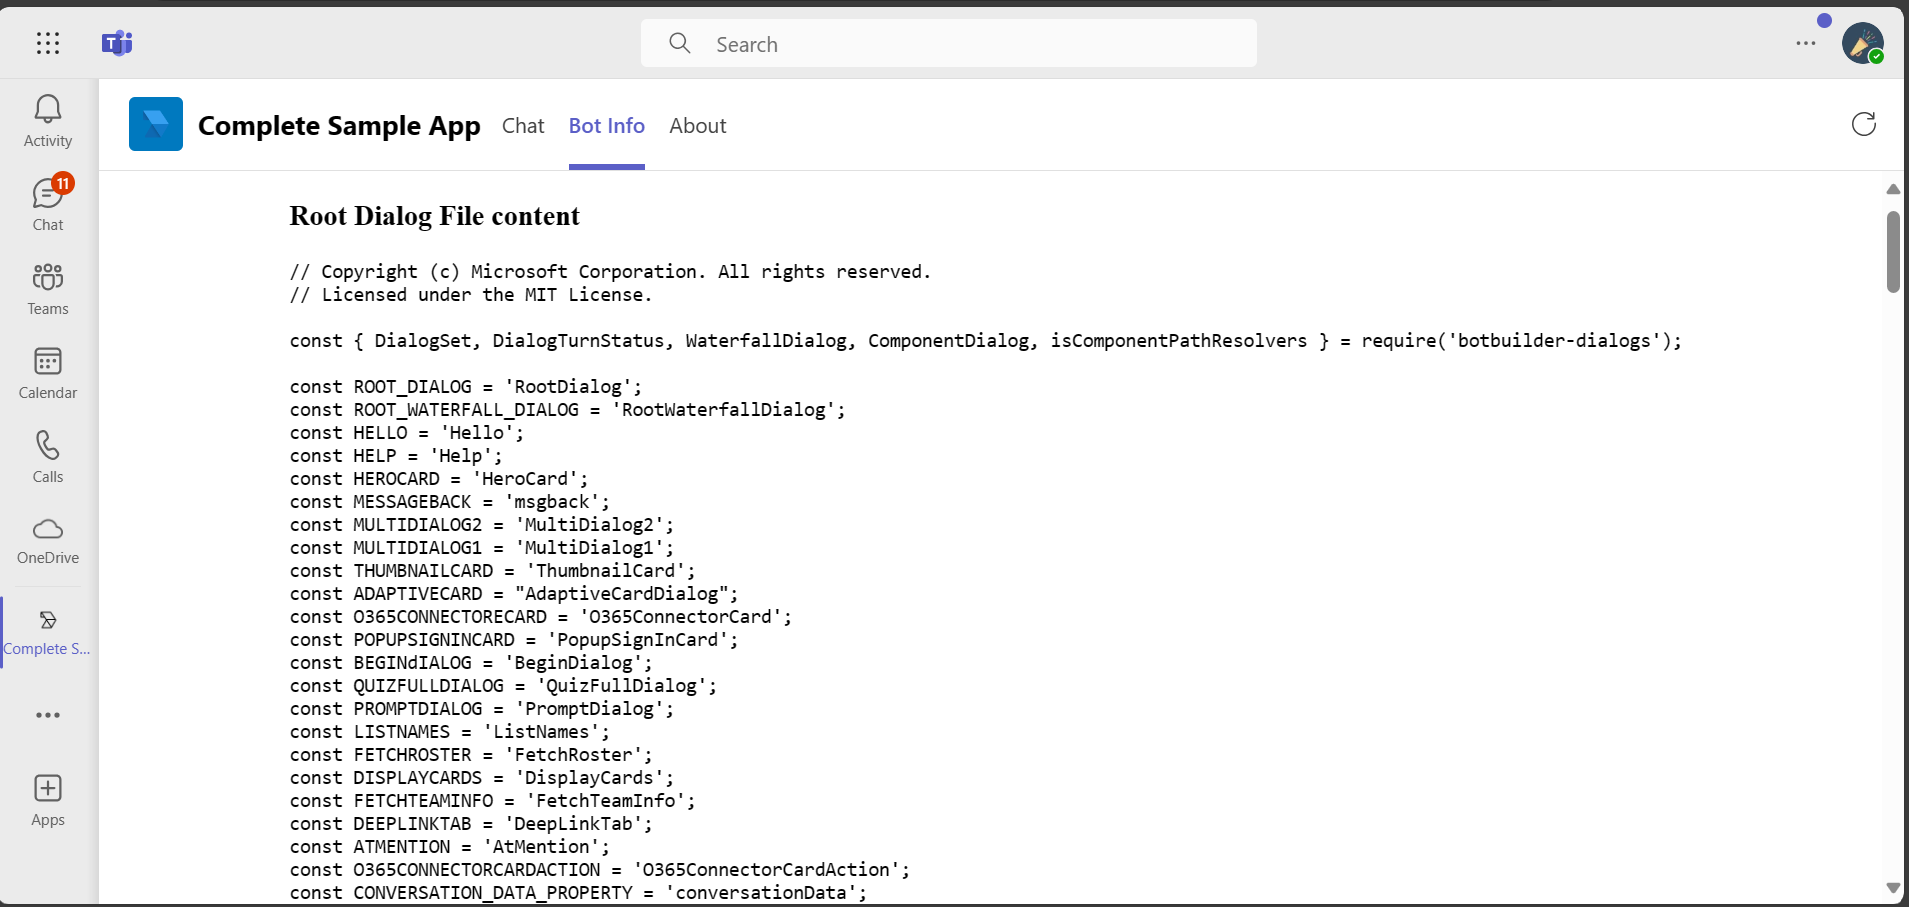 Search
Activity
11
Chat
Teams
Calendar
Calls
OneDrive
Complete S...
Apps
Complete Sample App Chat Bot Info About
Root Dialog File content
// Copyright (c) Microsoft Corporation. All rights reserved.
// Licensed under the MIT License.
const { DialogSet, DialogTurnStatus, WaterfallDialog, ComponentDialog, isComponentPathResolvers } = require('botbuilder-dialogs');
const ROOT_DIALOG = 'RootDialog';
const ROOT_WATERFALL_DIALOG = 'RootWaterfallDialog';
const HELLO = 'Hello';
const HELP = 'Help';
const HEROCARD = 'HeroCard';
const MESSAGEBACK = 'msgback';
const MULTIDIALOG2 = 'MultiDialog2';
const MULTIDIALOG1 = 'MultiDialog1';
const THUMBNAILCARD = 'ThumbnailCard';
const ADAPTIVECARD = "AdaptiveCardDialog";
const O365CONNECTORECARD = 'O365ConnectorCard';
const POPUPSIGNINCARD = 'PopupSignInCard';
const BEGINdIALOG = 'BeginDialog';
const QUIZFULLDIALOG = 'QuizFullDialog';
const PROMPTDIALOG = 'PromptDialog';
const LISTNAMES = 'ListNames';
const FETCHROSTER = 'FetchRoster';
const DISPLAYCARDS = 'DisplayCards';
const FETCHTEAMINFO = 'FetchTeamInfo';
const DEEPLINKTAB = 'DeepLinkTab';
const ATMENTION = 'AtMention';
const O365CONNECTORCARDACTION = 'O365ConnectorCardAction';
const CONVERSATION_DATA_PROPERTY = 'conversationData';